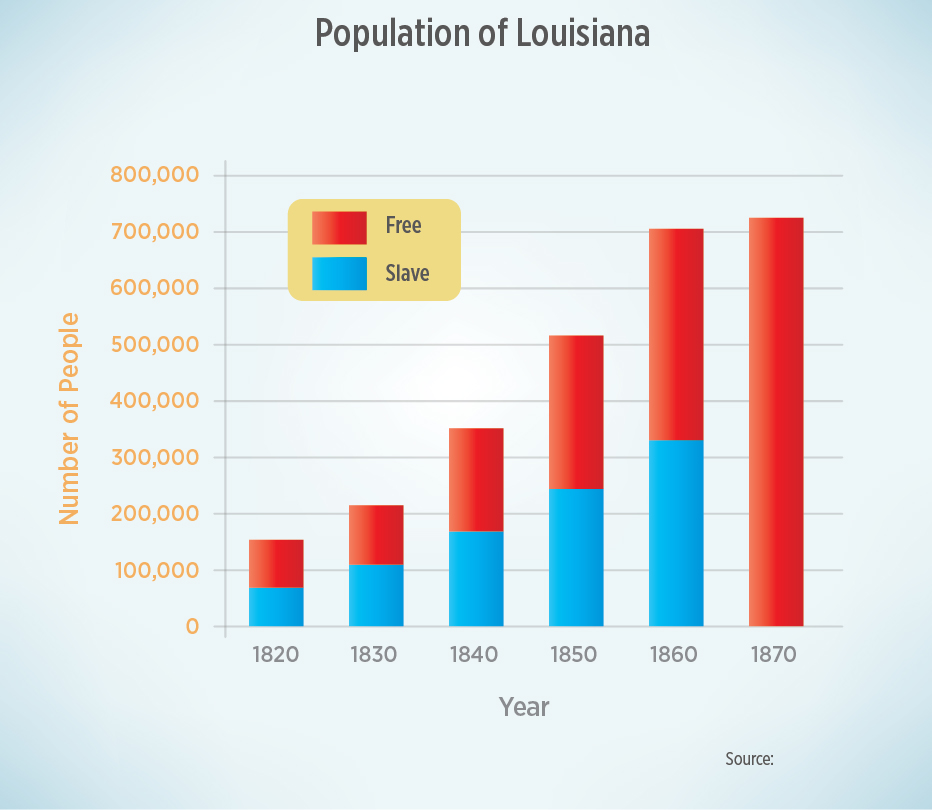 Population of Louisiana
800,000
700,000
600,000
500,000
400,000
300,000
200,000
100,000
0
Number of People
Free
Slave
1820 1830 1840 1850 1860 1870
Year
Source: